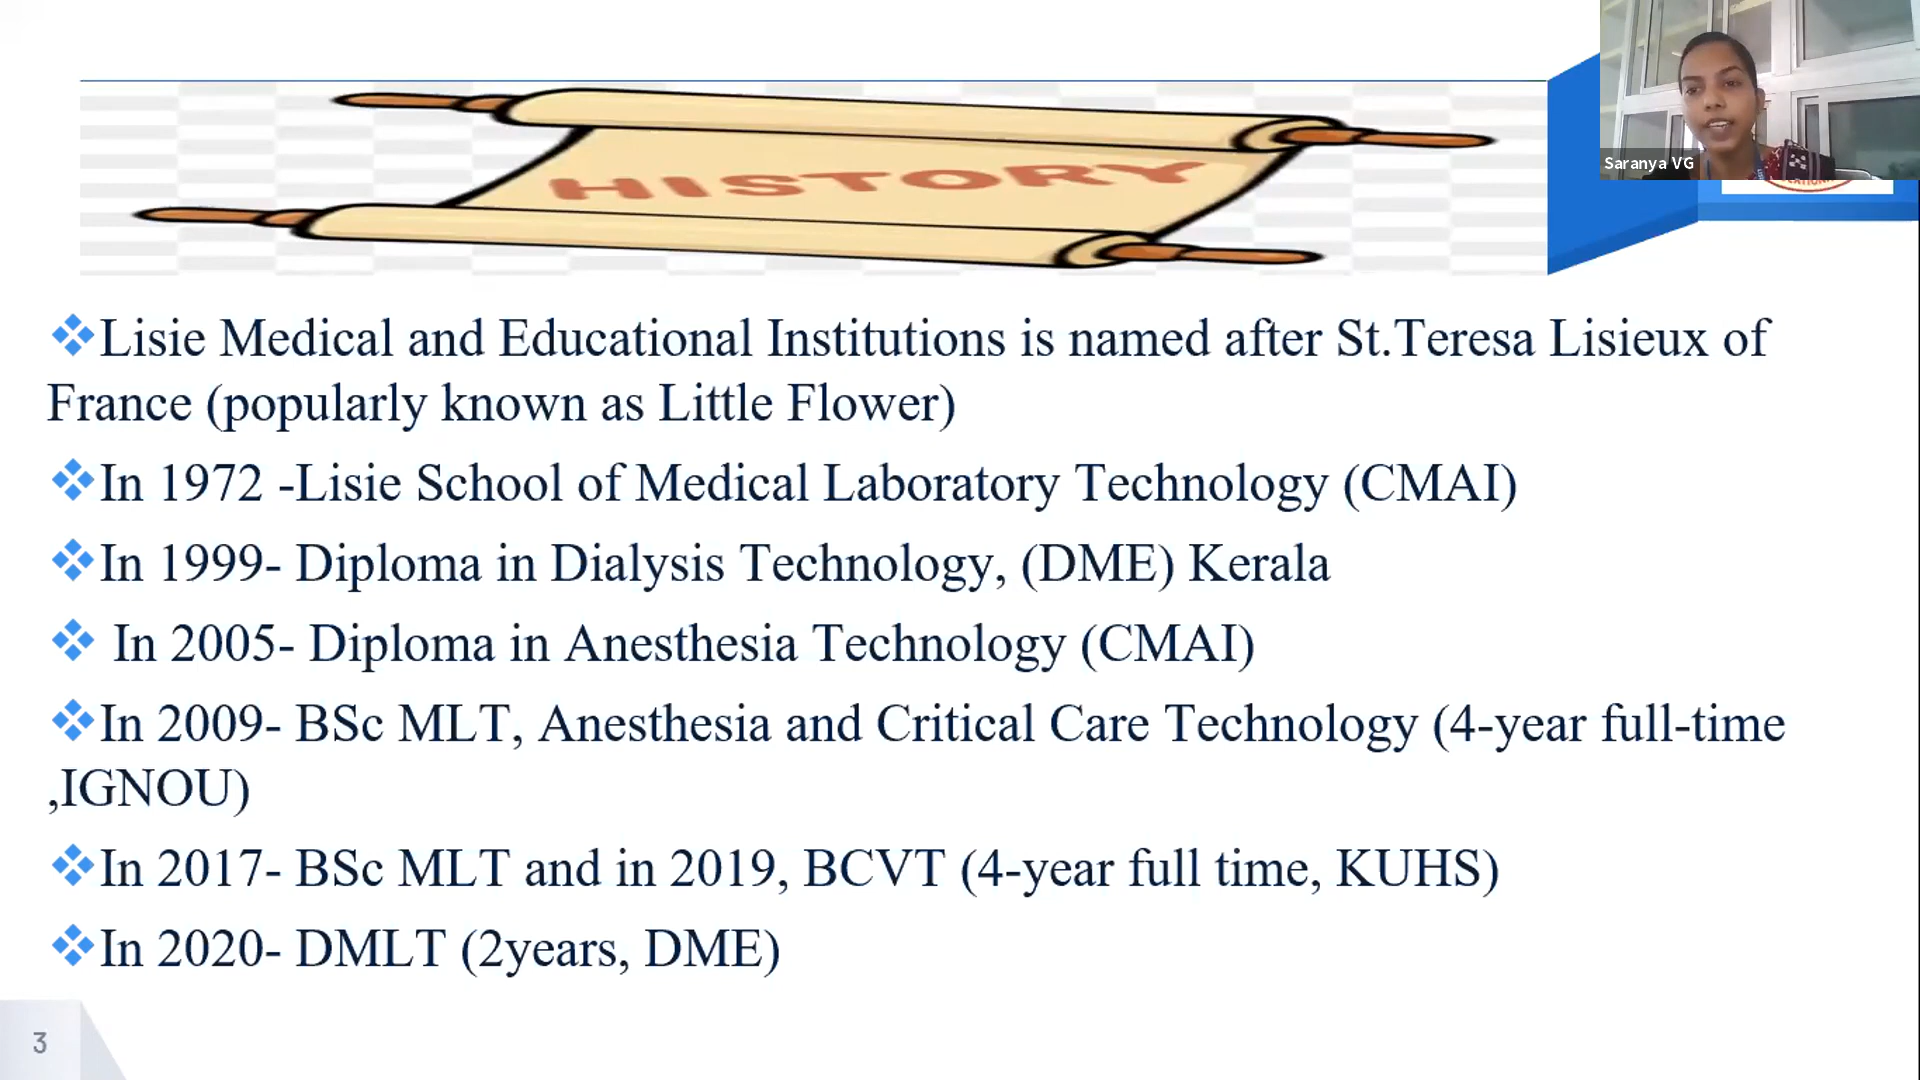 Saranya VG
HISTORY
❖Lisie Medical and Educational Institutions is named after St.Teresa Lisieux of
France (popularly known as Little Flower)
❖In 1972 -Lisie School of Medical Laboratory Technology (CMAI)
❖In 1999- Diploma in Dialysis Technology, (DME) Kerala
❖ In 2005- Diploma in Anesthesia Technology (CMAI)
❖In 2009- BSc MLT, Anesthesia and Critical Care Technology (4-year full-time
,IGNOU)
❖In 2017- BSc MLT and in 2019, BCVT (4-year full time, KUHS)
❖In 2020- DMLT (2years, DME)
3